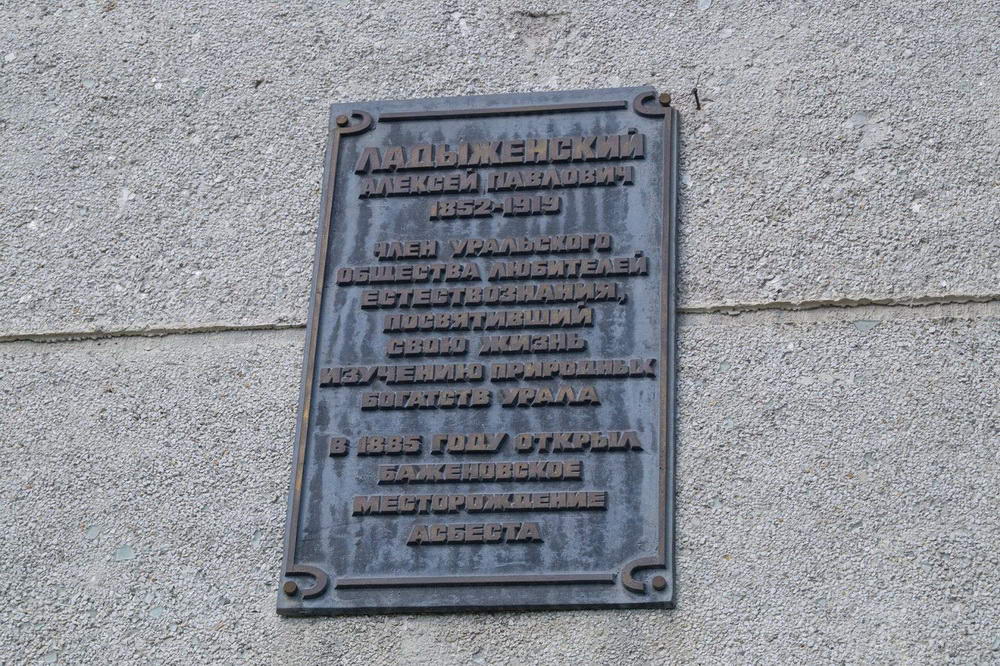 ЛАДЫЖЕНСКИЙ
АЛЕКСЕЙ ПАВЛОВИЧ
1852-1919
ЧЛЕН УРАЛЬСКОГО
ОБЩЕСТВА ЛЮБИТЕЛЕЙ
ЕСТЕСТВОЗНАНИЯ,
ПОСВЯТИВШИЙ
СВОЮ ЖИЗНЬ
ИЗУЧЕНИЮ ПРИРОДНЫХ
БОГАТСТВ УРАЛА
В 1885 ГОДУ ОТКРЫЛ
БАЖЕНОВСКОЕ
МЕСТОРОЖДЕНИЕ
АСБЕСТА